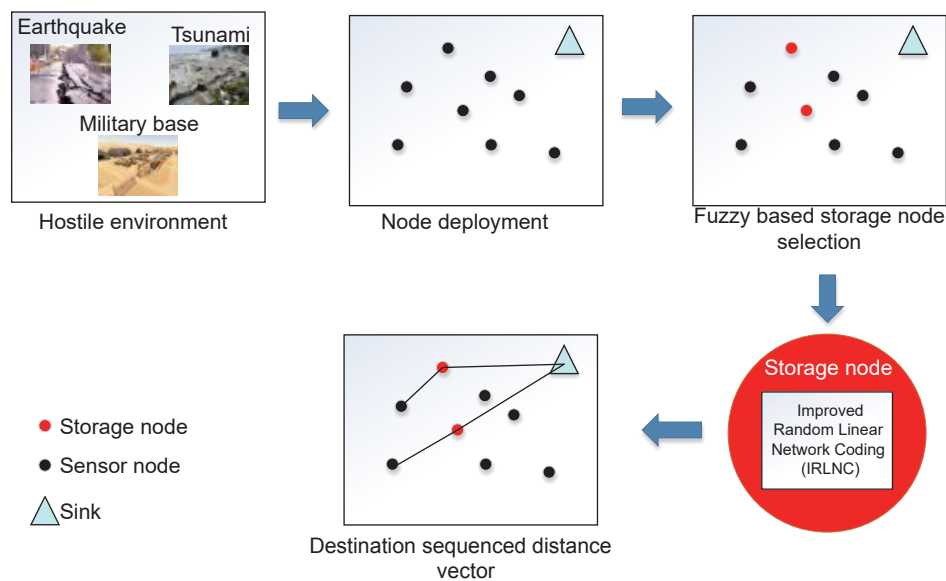 Earthquake
Tsunami
Military base
Hostile environment
Node deployment
Fuzzy based storage node
selection
Storage node
Improved
Random Linear
Network Coding
(IRLNC)
Storage node
Sensor node
Sink
Destination sequenced distance
vector